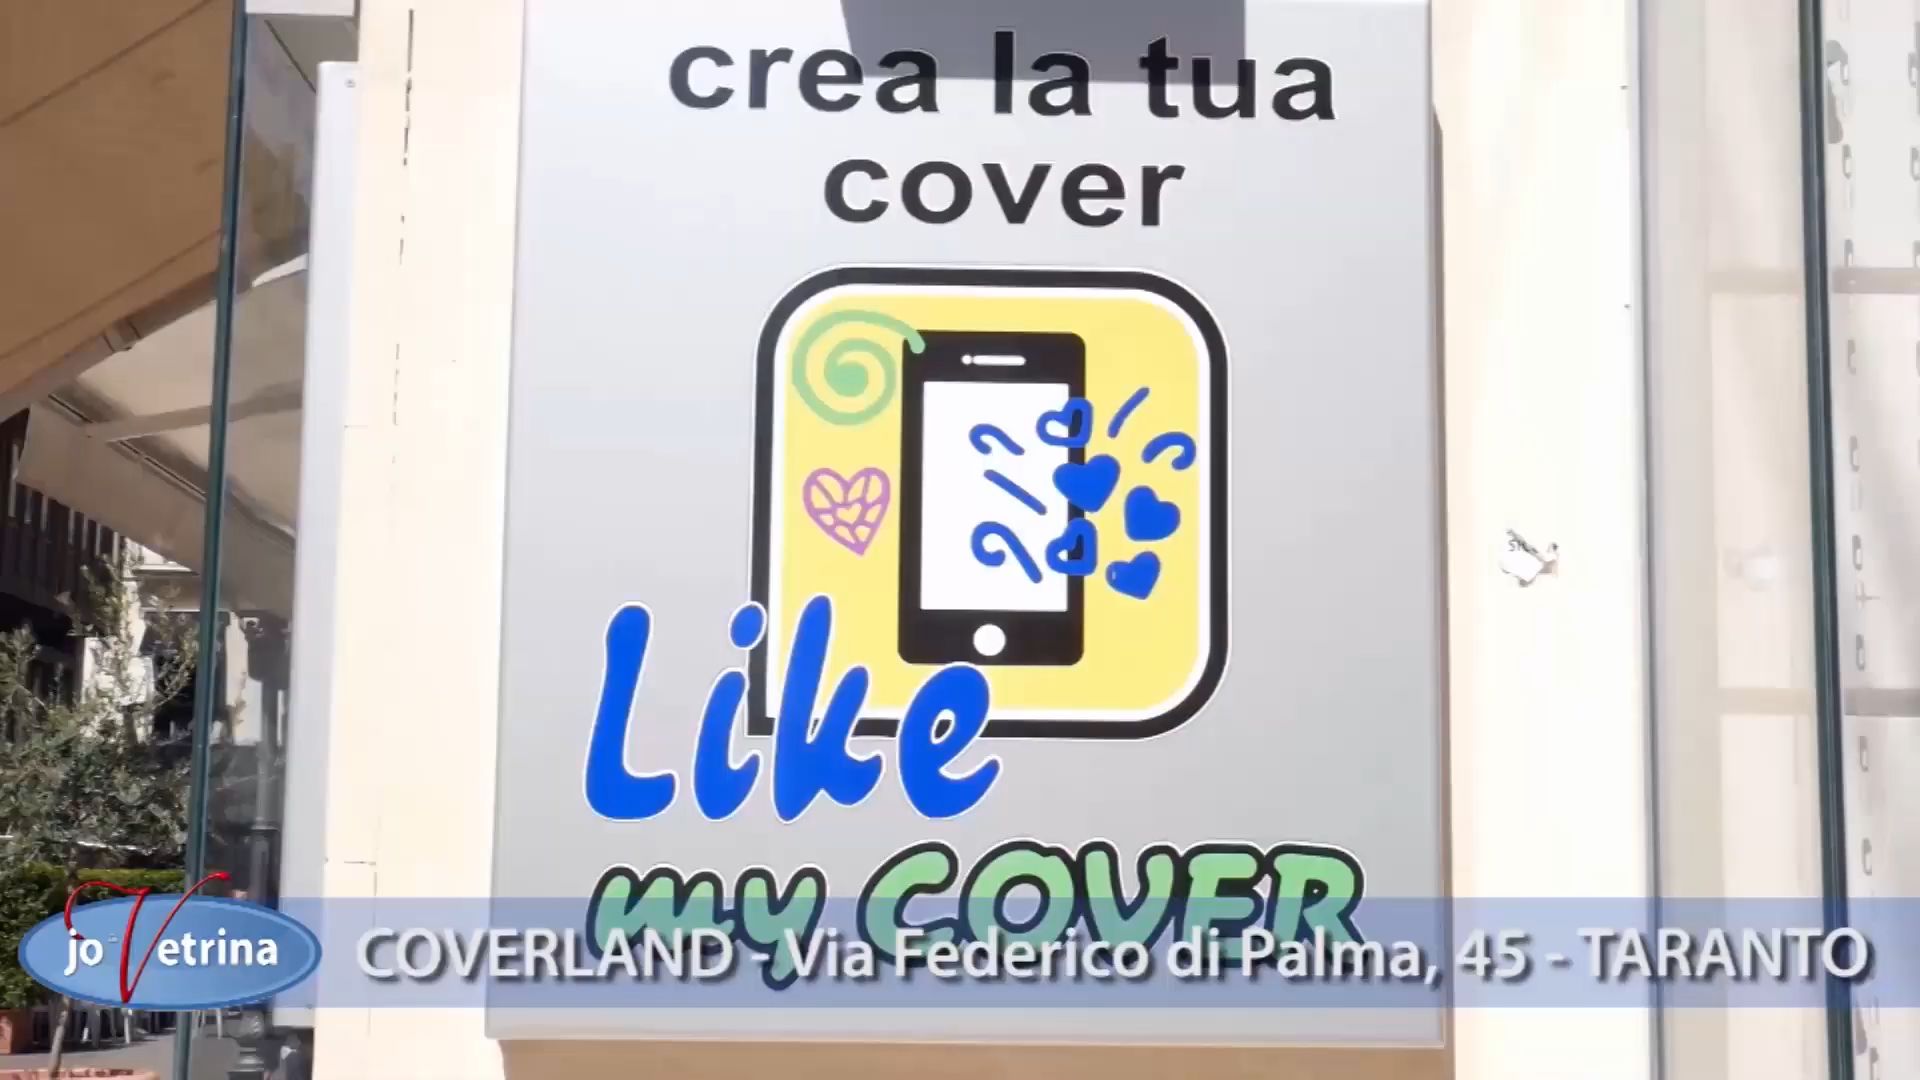 crea la tua
cover
Like
my COVER
jo Vetrina
COVERLAND - Via Federico di Palma, 45 - TARANTO